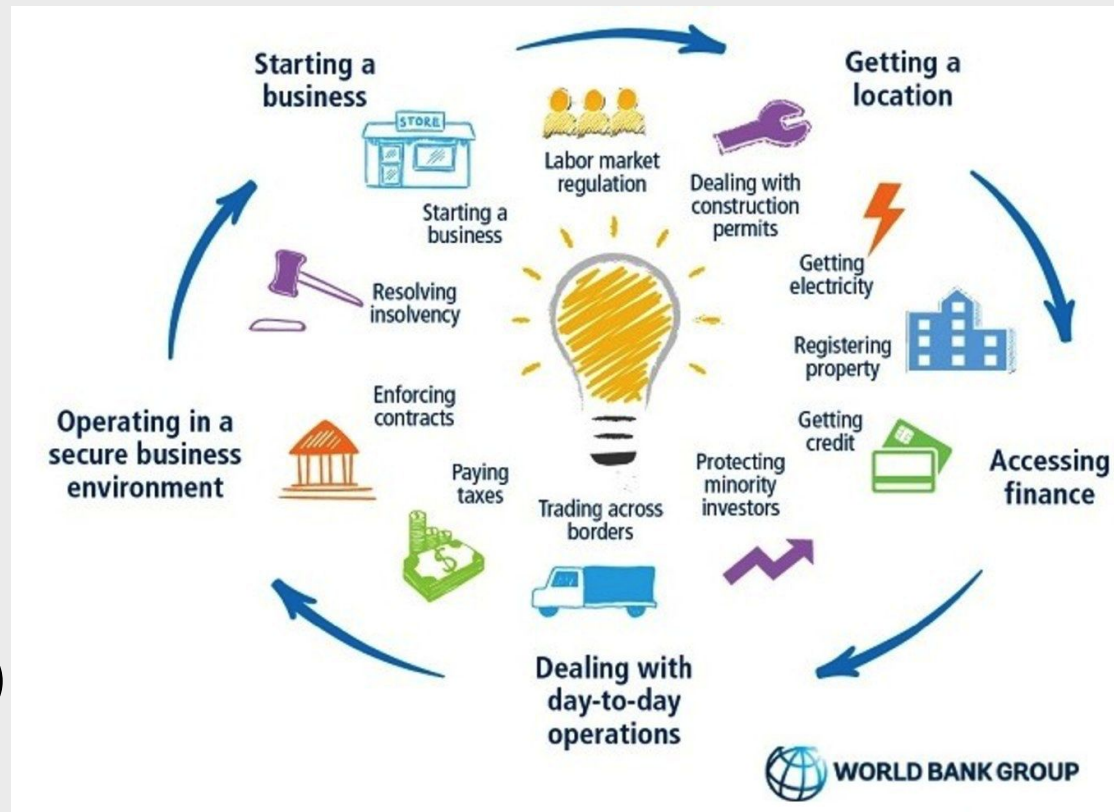 Starting a
business
Getting a
location
STORE
Labor market
regulation
Dealing with
construction
permits
Starting a
business
Getting
electricity
Resolving
insolvency
Registering
property
Enforcing
contracts
Getting
credit
Operating in a
secure business
environment
Accessing
finance
Paying
taxes
Protecting
minority
investors
Trading across
borders
$
Dealing with
day-to-day
operations
)
WORLD BANK GROUP